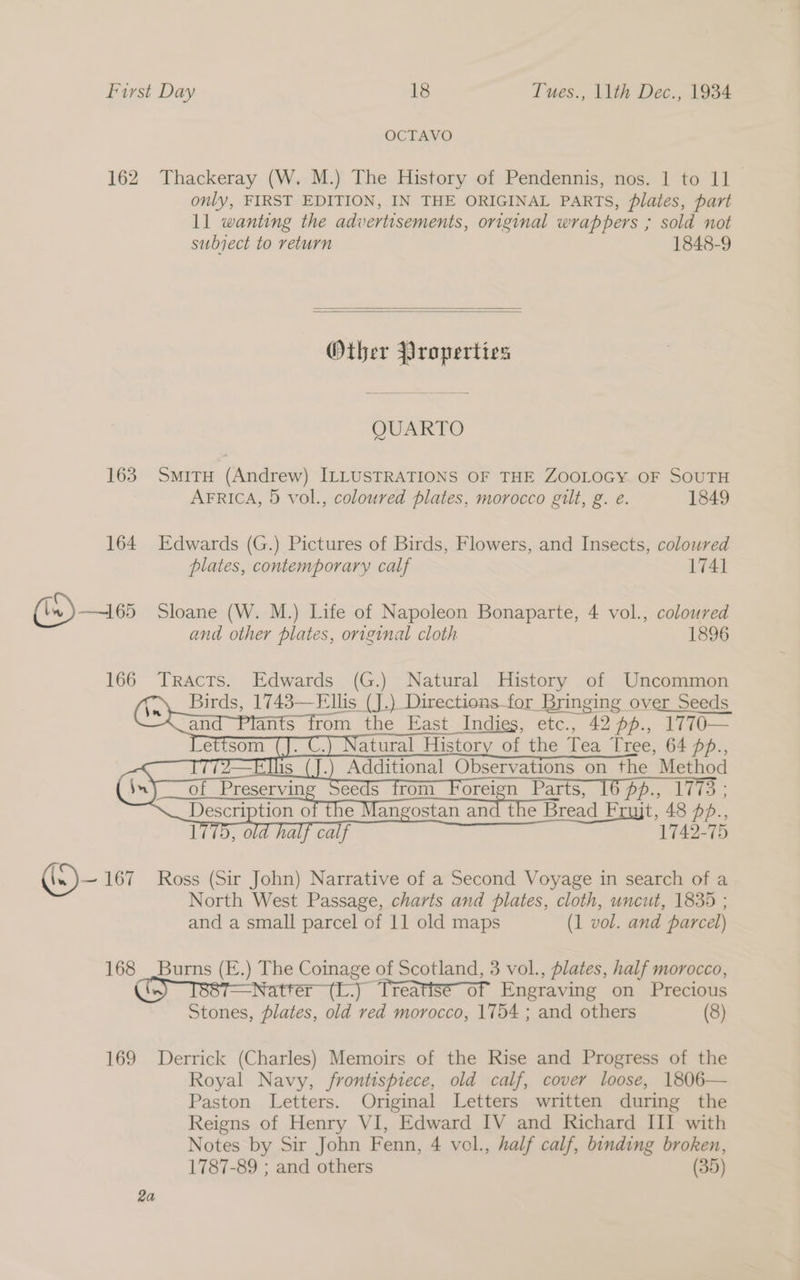 First Day 18 Tues., 11th Dec., 1934
OCTAVO
162 Thackeray (W. M.) The History of Pendennis, nos. 1 to 11
only, FIRST EDITION, IN THE ORIGINAL PARTS, plates, part
11 wanting the advertisements, original wrappers ; sold not
subject to return 1848-9
Other Properties
QUARTO
163 SMITH (Andrew) ILLUSTRATIONS OF THE ZOOLOGY OF SOUTH
AFRICA, 5 vol., coloured plates, morocco gilt, g. e. 1849
164 Edwards (G.) Pictures of Birds, Flowers, and Insects, coloured
plates, contemporary calf 1741
165 Sloane (W. M.) Life of Napoleon Bonaparte, 4 vol., coloured
and other plates, original cloth 1896
166 TRACTS. Edwards (G.) Natural History of Uncommon
Birds, 1743—Ellis (J.) Directions for Bringing over Seeds
and Plants from the East Indies, etc., 42 pp., 1770—
Lettsom (J. C.) Natural History of the Tea Tree, 64 pp.,
1772—Ellis (J.) Additional Observations on the Method
of Preserving Seeds from Foreign Parts, 16 pp., 1773 ;
Description of the Mangostan and the Bread Fruit, 48 pp.,
1775, old half calf 1742-75
167 Ross (Sir John) Narrative of a Second Voyage in search of a
North West Passage, charts and plates, cloth, uncut, 1835 ;
and a small parcel of 11 old maps (1 vol. and parcel)
168 Burns (E.) The Coinage of Scotland, 3 vol., plates, half morocco,
1887—Natter (L.) Treatise of Engraving on Precious
Stones, plates, old red morocco, 1754 ; and others (8)
169 Derrick (Charles) Memoirs of the Rise and Progress of the
Royal Navy, frontispiece, old calf, cover loose, 1806—
Paston Letters. Original Letters written during the
Reigns of Henry VI, Edward IV and Richard III with
Notes by Sir John Fenn, 4 vol., half calf, binding broken,
1787-89 ; and others (35)
2a